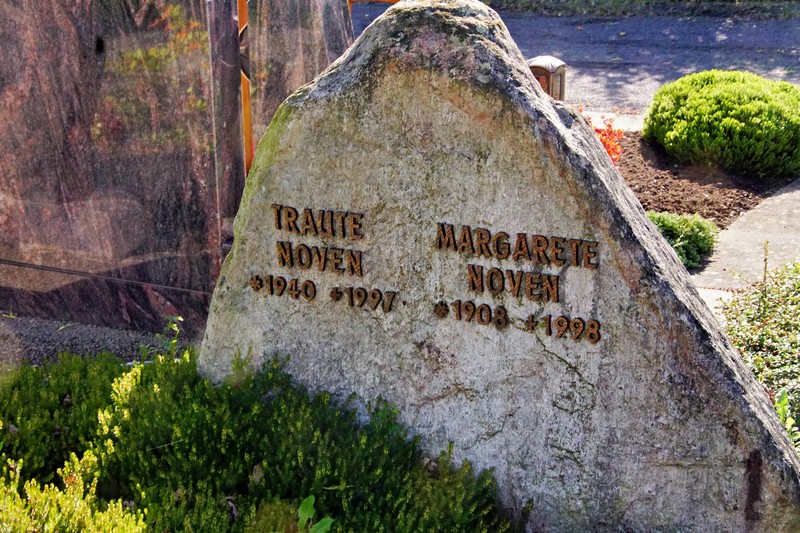 TRAUTE
NOVEN
*1940 +1997
MARGARETE
NOVEN
*1908 +1998